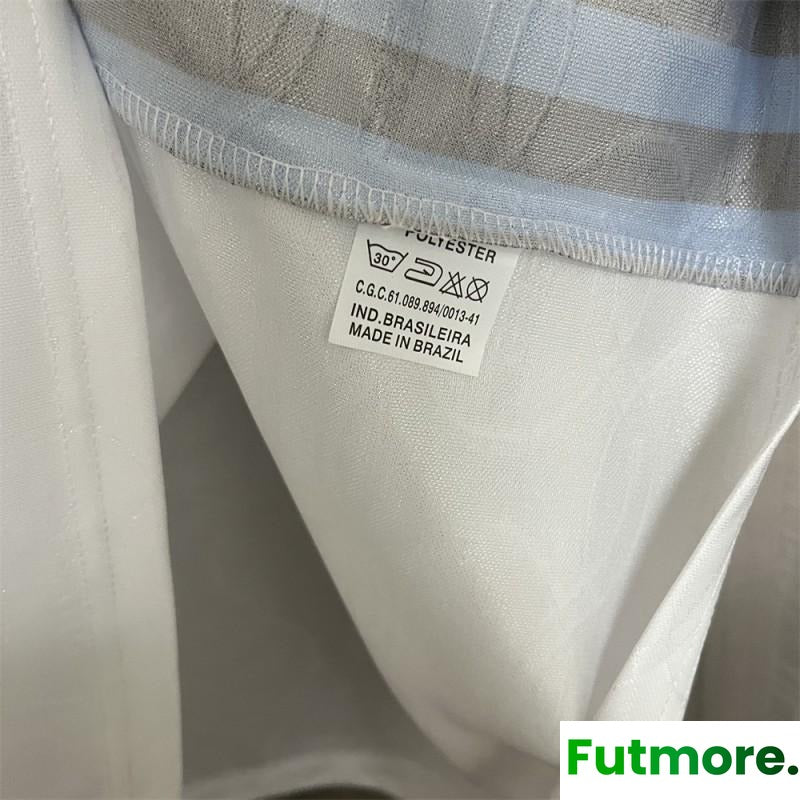 POLYESTER
30°
C.G.C.61.089.894/0013-41
IND.BRASILEIRA
MADE IN BRAZIL
Futmore.